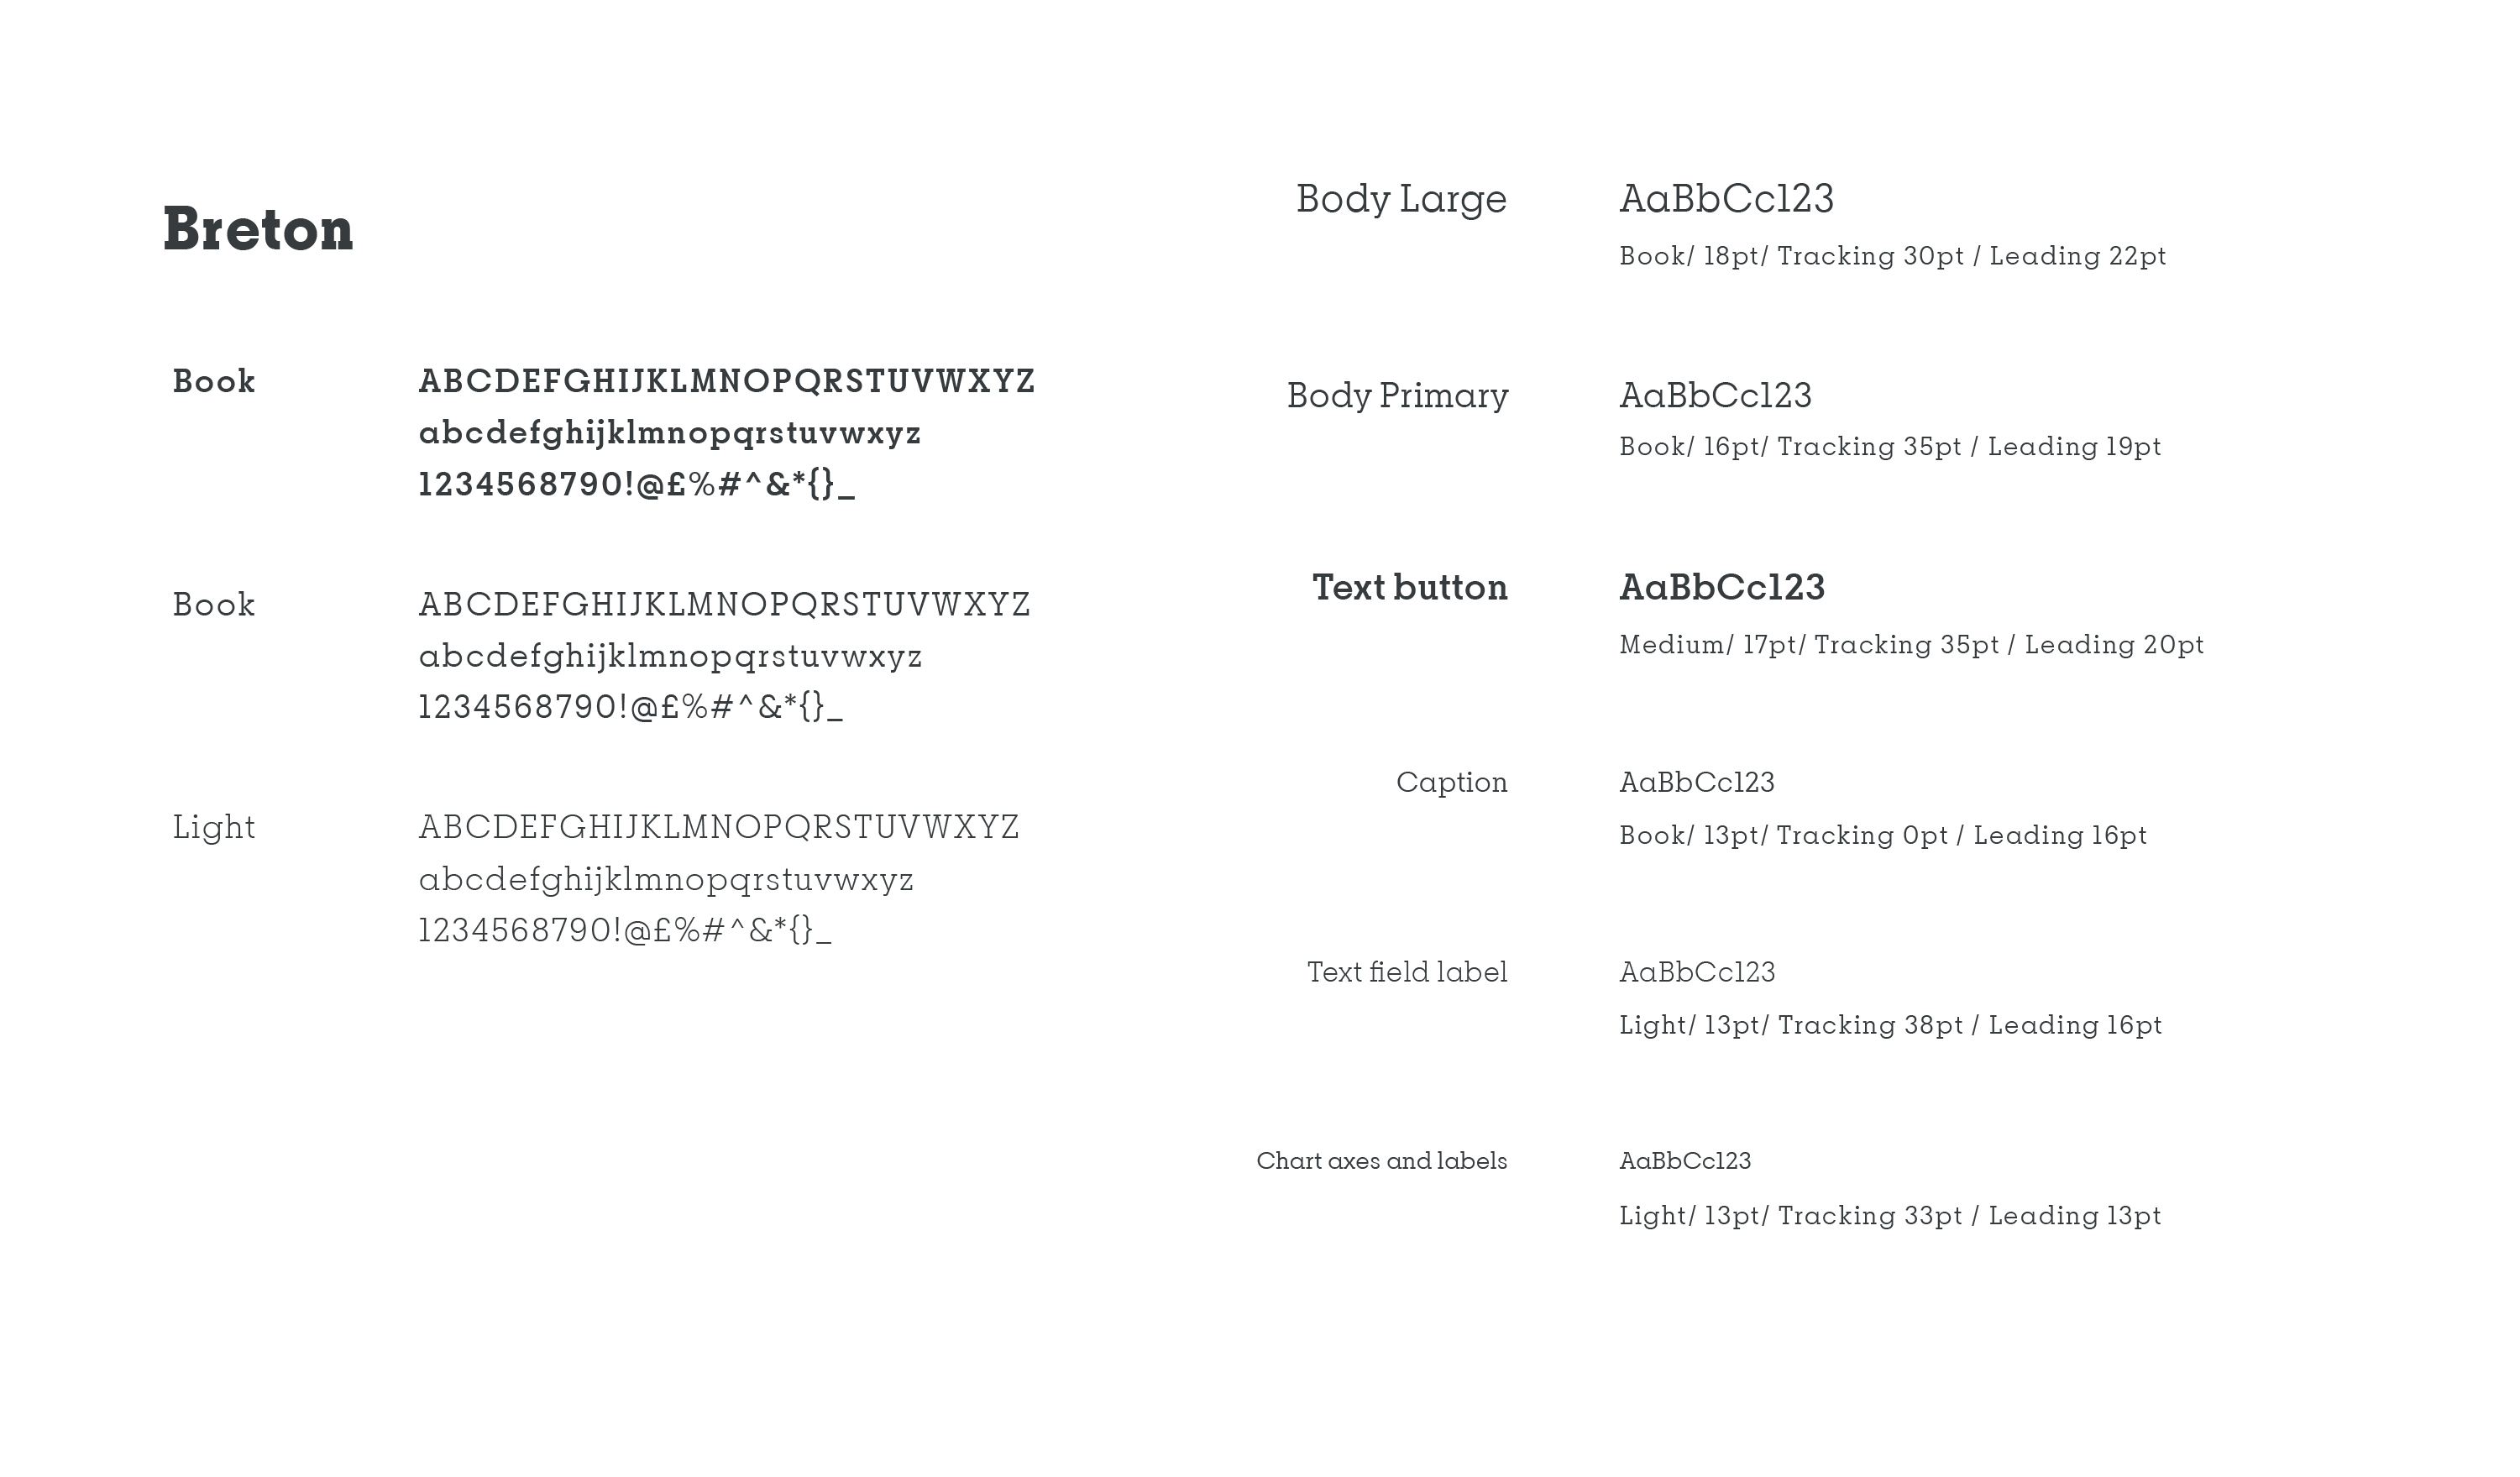 Breton
Book
ABCDEFGHIJKLMNOPQRSTUVWXYZ
abcdefghijklmnopqrstuvwxyz
1234568790!@£%#^&*{}_
Book
ABCDEFGHIJKLMNOPQRSTUVWXYZ
abcdefghijklmnopqrstuvwxyz
1234568790!@£%#^&*{}_
Light
ABCDEFGHIJKLMNOPQRSTUVWXYZ
abcdefghijklmnopqrstuvwxyz
1234568790!@£%#^&*{}_
Body Large
AaBbCc123
Book/ 18pt/ Tracking 30pt / Leading 22pt
Body Primary
AaBbCc123
Book/ 16pt/ Tracking 35pt / Leading 19pt
Text button
AaBbCc123
Medium/ 17pt/ Tracking 35pt / Leading 20pt
Caption
AaBbCc123
Book/ 13pt/ Tracking 0pt / Leading 16pt
Text field label
AaBbCc123
Light/ 13pt/ Tracking 38pt / Leading 16pt
Chart axes and labels
AaBbCc123
Light/ 13pt/ Tracking 33pt / Leading 13pt